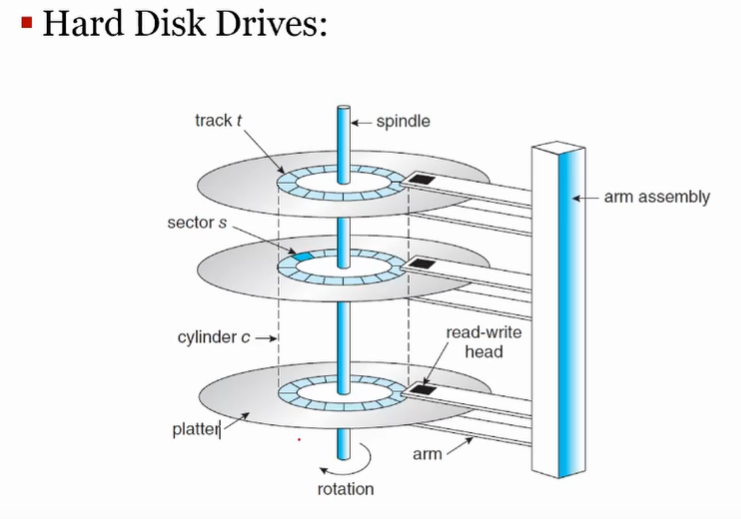 Hard Disk Drives:
track t
spindle
arm assembly
sector s
read-write
head
cylinder c
platter
arm
rotation